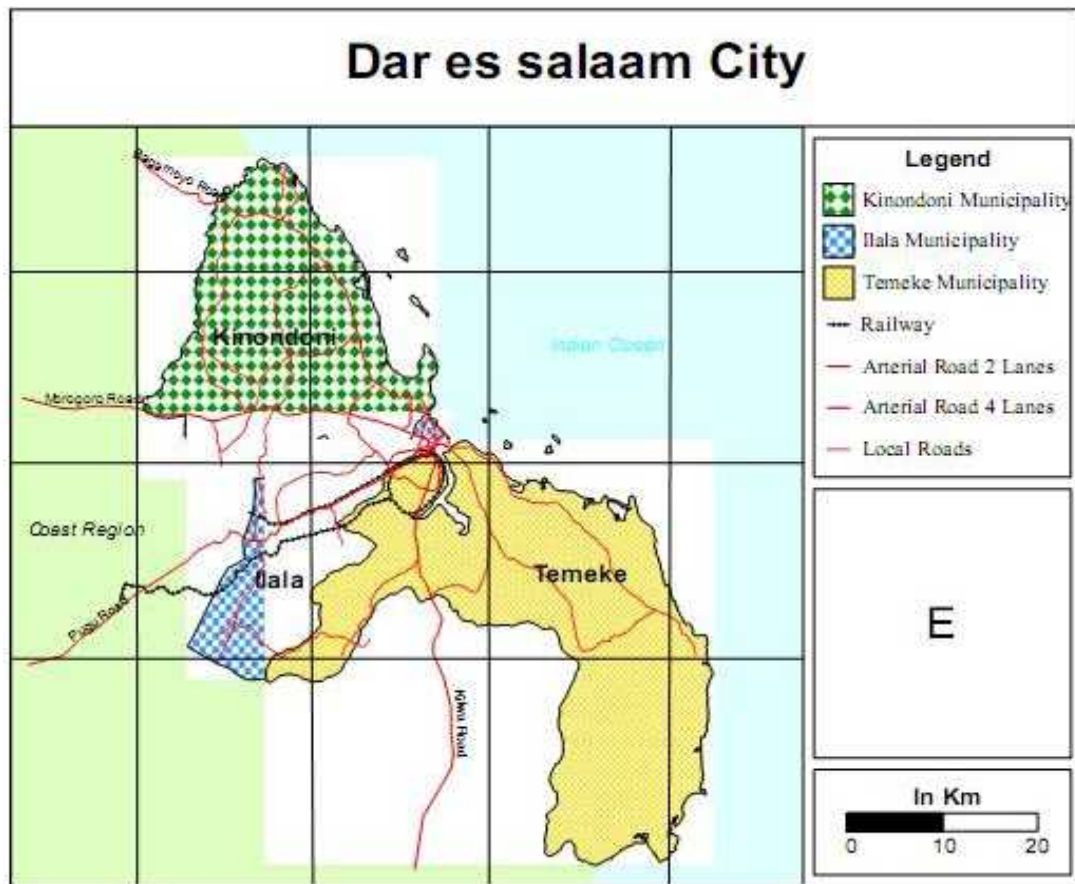 Dar es salaam City
Legend
Kinondoni Municipality
Ilala Municipality
Temeke Municipality
Railway
Arterial Road 2 Lanes
Arterial Road 4 Lanes
Local Roads
Bagamoyo Road
Kinondoni
Indian Ocean
Morogoro Road
Coast Region
Ilala
Temeke
Pugu Road
Kilwa Road
E
In Km
0 10 20